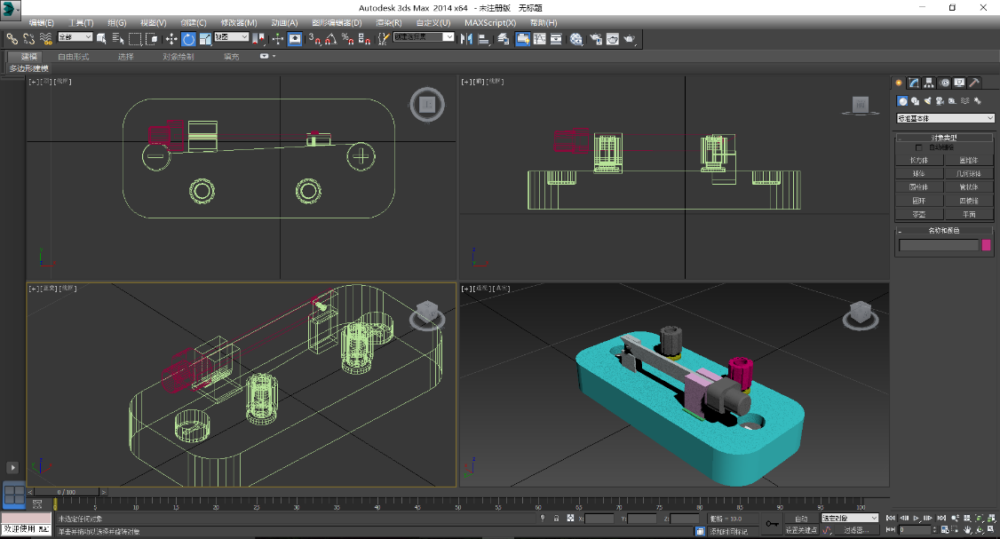 Autodesk 3ds Max 2014 x64 - 未注册版 无标题
编辑(E) 工具(T) 组(G) 视图(V) 创建(C) 修改器(M) 动画(A) 图形编辑器(D) 渲染(R) 自定义(U) MAXScript(X) 帮助(H)
全部 视图 创建选择集
建模 自由形式 选择 对象绘制 填充
多边形建模
[+][顶][线框]
[+][前][线框]
[+][正交][线框]
[+][透视][真实]
标准基本体
对象类型
自动栅格
长方体 圆锥体
球体 几何球体
圆柱体 管状体
圆环 四棱锥
茶壶 平面
名称和颜色
0 / 100
0 5 10 15 20 25 30 35 40 45 50 55 60 65 70 75 80 85 90 95 100
未选定任何对象 X: Y: Z: 栅格 = 10.0 自动 选定对象
欢迎使用 MAX 单击并拖动以选择并旋转对象 添加时间标记 设置关键点 过滤器... 0